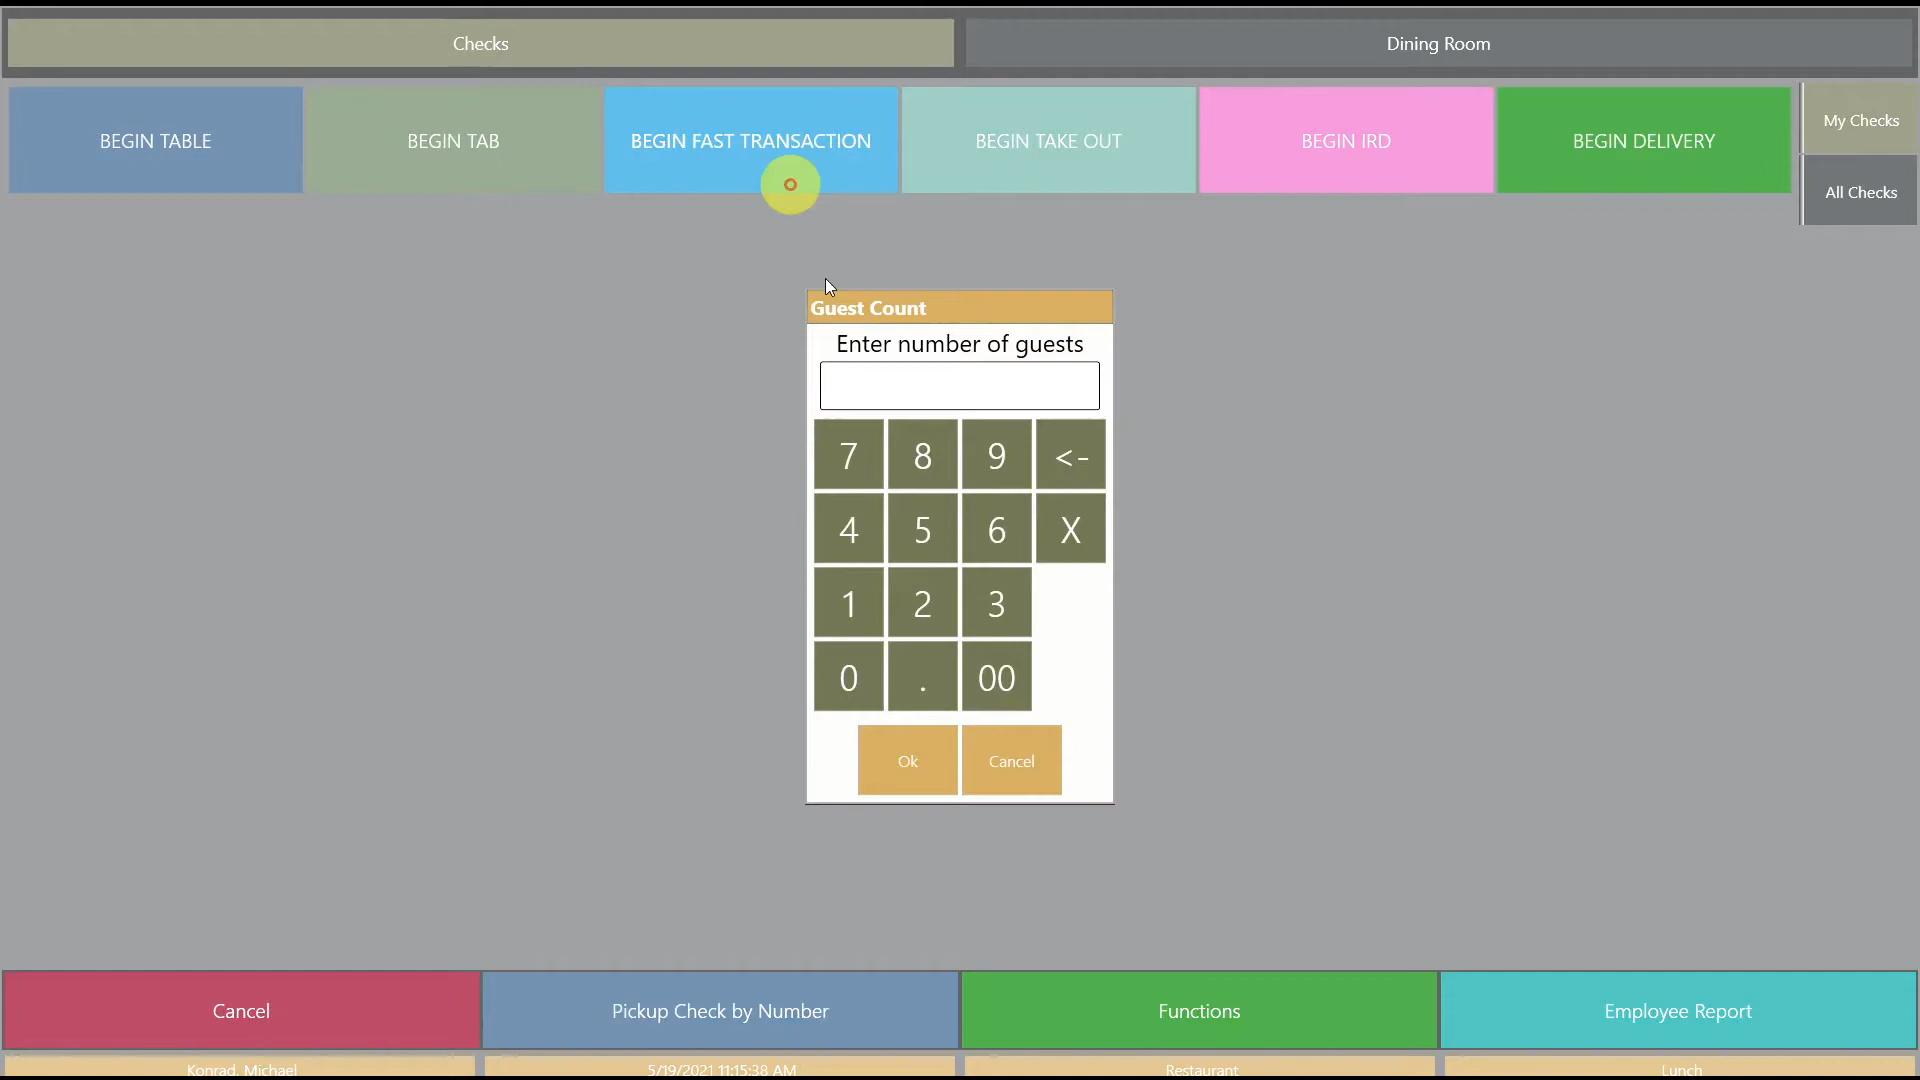 Checks
Dining Room
BEGIN TABLE
BEGIN TAB
BEGIN FAST TRANSACTION
BEGIN TAKE OUT
BEGIN IRD
BEGIN DELIVERY
My Checks
All Checks
Guest Count
Enter number of guests
7 8 9 <-
4 5 6 X
1 2 3
0 . 00
Ok
Cancel
Cancel
Pickup Check by Number
Functions
Employee Report
Konrad, Michael
5/19/2021 11:15:38 AM
Restaurant
Lunch